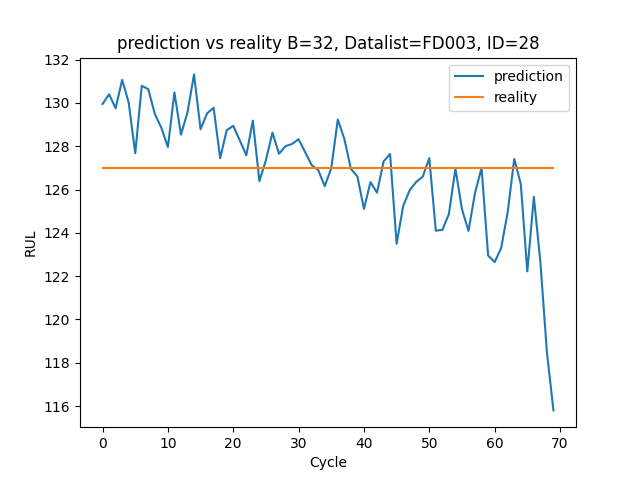 prediction vs reality B=32, Datalist=FD003, ID=28
prediction
reality
132
130
128
126
124
122
120
118
116
RUL
0 10 20 30 40 50 60 70
Cycle